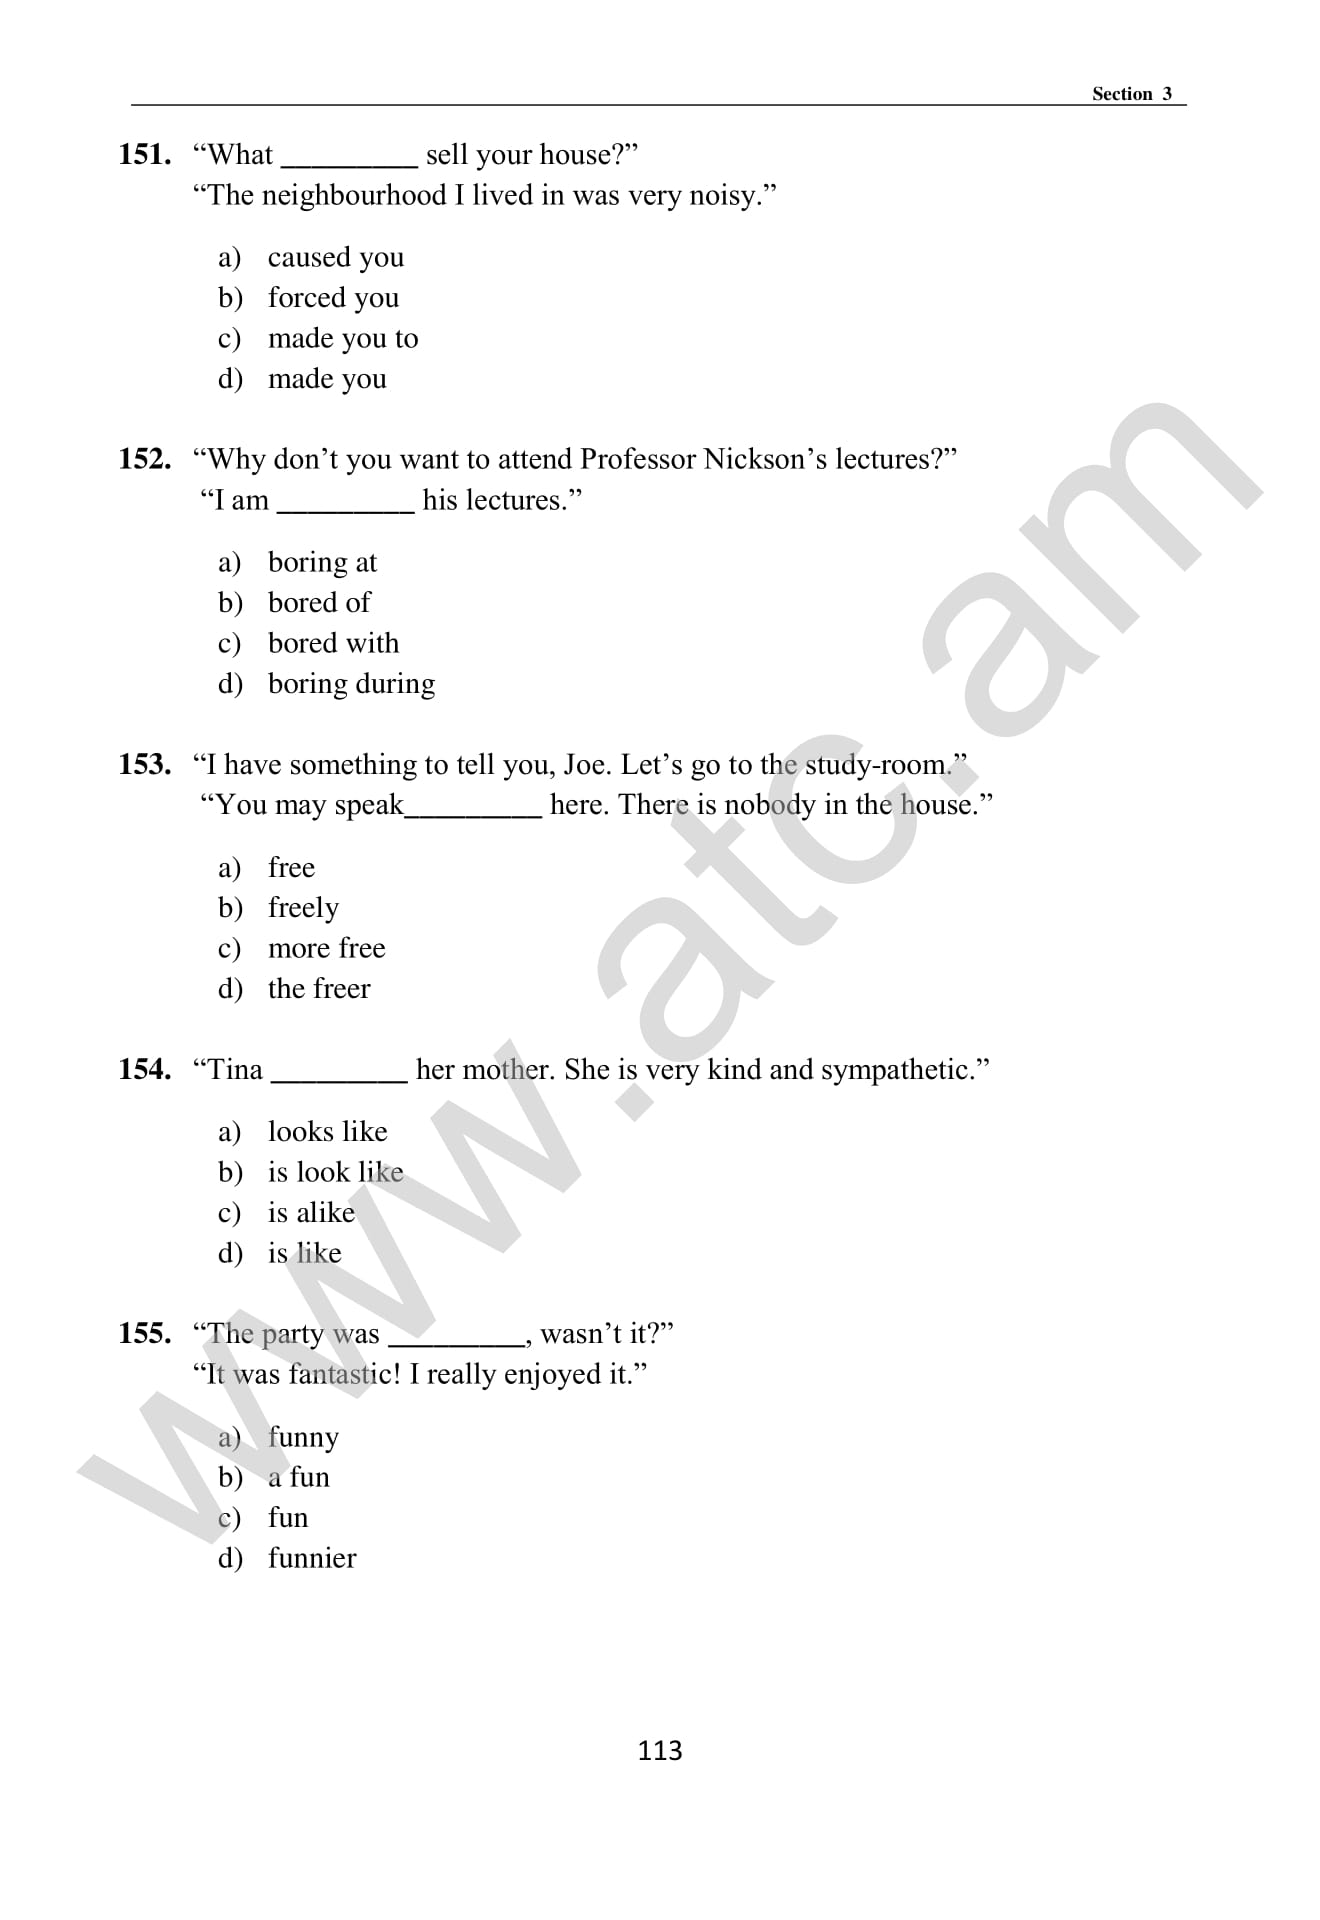 Section 3
151. “What _________ sell your house?”
“The neighbourhood I lived in was very noisy.”
a) caused you
b) forced you
c) made you to
d) made you
152. “Why don’t you want to attend Professor Nickson’s lectures?”
“I am _________ his lectures.”
a) boring at
b) bored of
c) bored with
d) boring during
153. “I have something to tell you, Joe. Let’s go to the study-room.”
“You may speak_________ here. There is nobody in the house.”
a) free
b) freely
c) more free
d) the freer
154. “Tina _________ her mother. She is very kind and sympathetic.”
a) looks like
b) is look like
c) is alike
d) is like
155. “The party was _________, wasn’t it?”
“It was fantastic! I really enjoyed it.”
a) funny
b) a fun
c) fun
d) funnier
113
www.atc.am